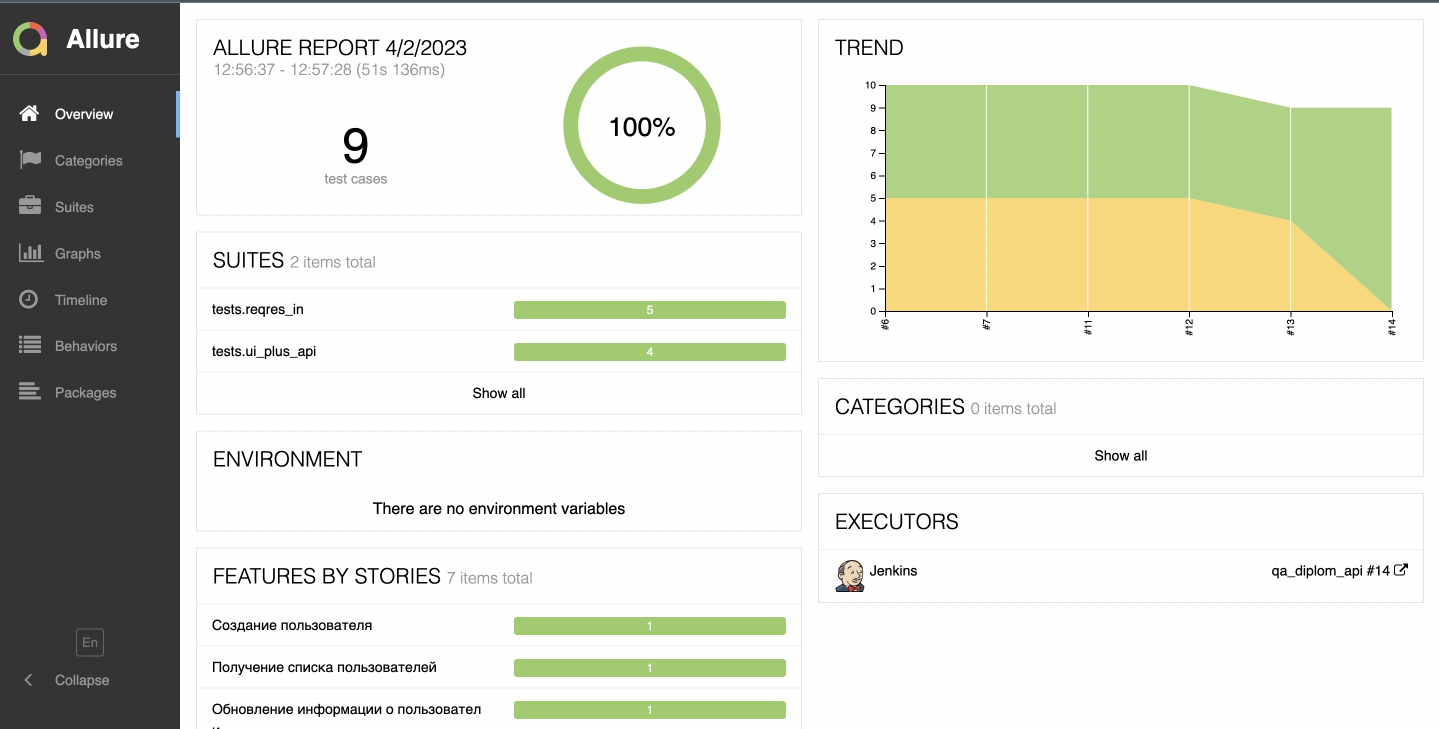 Allure
Overview
Categories
Suites
Graphs
Timeline
Behaviors
Packages
En
Collapse
ALLURE REPORT 4/2/2023
12:56:37 - 12:57:28 (51s 136ms)
9
test cases
100%
SUITES 2 items total
tests.reqres_in 5
tests.ui_plus_api 4
Show all
ENVIRONMENT
There are no environment variables
FEATURES BY STORIES 7 items total
Создание пользователя 1
Получение списка пользователей 1
Обновление информации о пользовател 1
TREND
10
9
8
7
6
5
4
3
2
1
0
#6 #7 #11 #12 #13 #14
CATEGORIES 0 items total
Show all
EXECUTORS
Jenkins qa_diplom_api #14